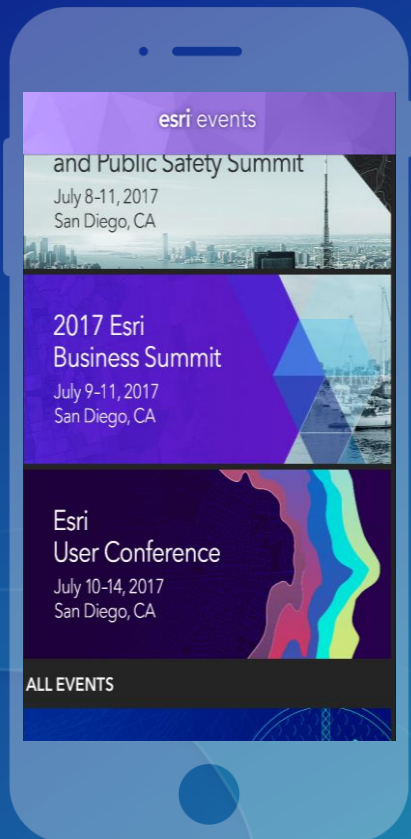 esri events
and Public Safety Summit
July 8-11, 2017
San Diego, CA
2017 Esri
Business Summit
July 9-11, 2017
San Diego, CA
Esri
User Conference
July 10-14, 2017
San Diego, CA
ALL EVENTS